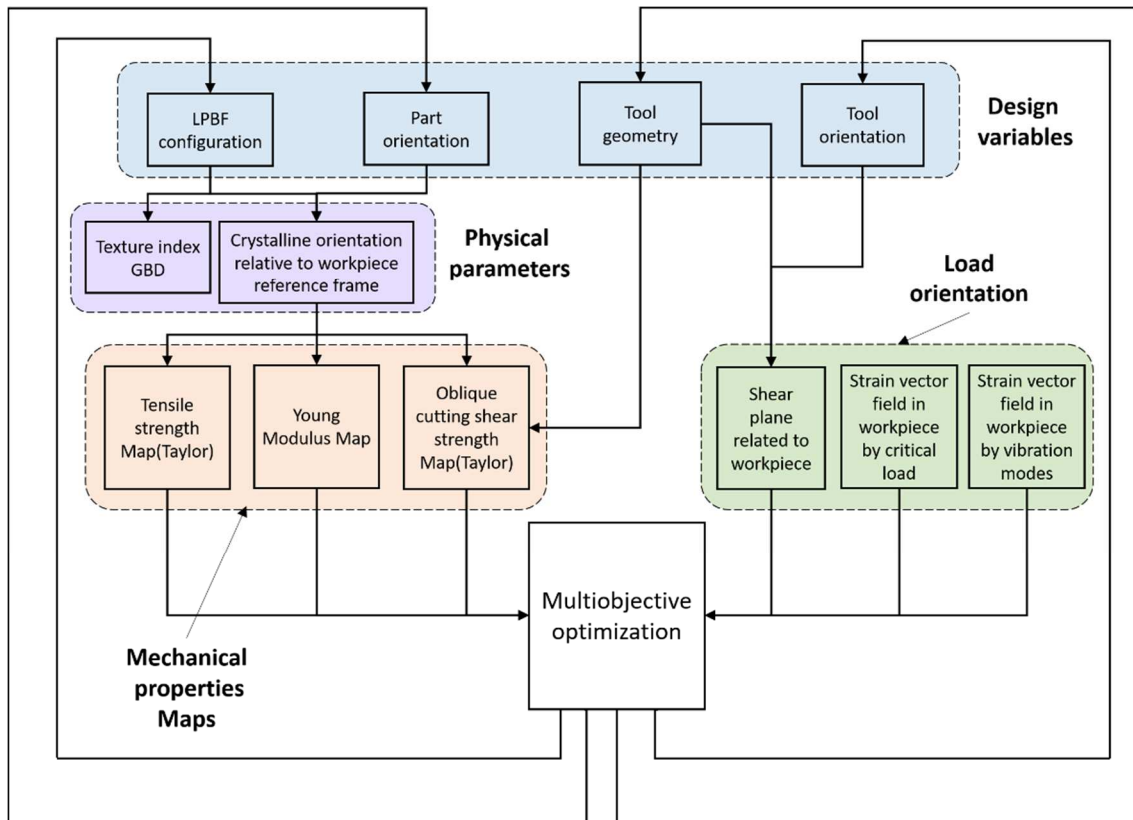 LPBF
configuration
Part
orientation
Tool
geometry
Tool
orientation
Design
variables
Texture index
GBD
Crystalline orientation
relative to workpiece
reference frame
Physical
parameters
Load
orientation
Tensile
strength
Map(Taylor)
Young
Modulus Map
Oblique
cutting shear
strength
Map(Taylor)
Shear
plane
related to
workpiece
Strain vector
field in
workpiece
by critical
load
Strain vector
field in
workpiece
by vibration
modes
Multiobjective
optimization
Mechanical
properties
Maps